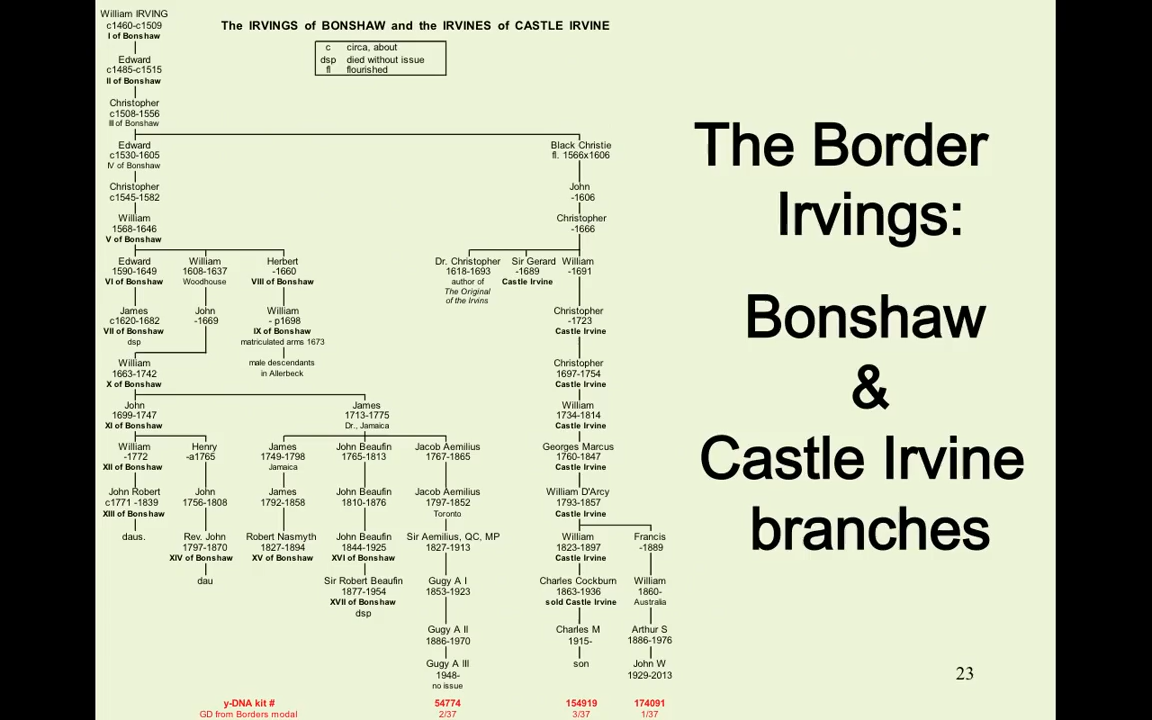 William IRVING
c1460-c1509
I of Bonshaw
The IRVINGS of BONSHAW and the IRVINES of CASTLE IRVINE
c circa, about
dsp died without issue
fl flourished
Edward
c1485-c1515
II of Bonshaw
Christopher
c1508-1556
III of Bonshaw
Edward
c1530-1605
IV of Bonshaw
Black Christie
fl. 1566x1606
Christopher
c1545-1582
John
-1606
William
1568-1646
V of Bonshaw
Christopher
-1666
Edward
1590-1649
VI of Bonshaw
William
1608-1637
Woodhouse
Herbert
-1660
VIII of Bonshaw
Dr. Christopher
1618-1693
author of
The Original
of the Irvins
Sir Gerard
-1689
Castle Irvine
William
-1691
James
c1620-1682
VII of Bonshaw
dsp
John
-1669
William
- p1698
IX of Bonshaw
matriculated arms 1673
male descendants
in Allerbeck
Christopher
-1723
Castle Irvine
William
1663-1742
X of Bonshaw
Christopher
1697-1754
Castle Irvine
John
1699-1747
XI of Bonshaw
James
1713-1775
Dr., Jamaica
William
1734-1814
Castle Irvine
William
-1772
XII of Bonshaw
Henry
-a1765
James
1749-1798
Jamaica
John Beaufin
1765-1813
Jacob Aemilius
1767-1865
Georges Marcus
1760-1847
Castle Irvine
John Robert
c1771 -1839
XIII of Bonshaw
John
1756-1808
James
1792-1858
John Beaufin
1810-1876
Jacob Aemilius
1797-1852
Toronto
William D'Arcy
1793-1857
Castle Irvine
daus.
Rev. John
1797-1870
XIV of Bonshaw
Robert Nasmyth
1827-1894
XV of Bonshaw
John Beaufin
1844-1925
XVI of Bonshaw
Sir Aemilius, QC, MP
1827-1913
William
1823-1897
Castle Irvine
Francis
-1889
dau
Sir Robert Beaufin
1877-1954
XVII of Bonshaw
dsp
Gugy A I
1853-1923
Charles Cockburn
1863-1936
sold Castle Irvine
William
1860-
Australia
Gugy A II
1886-1970
Charles M
1915-
Arthur S
1886-1976
Gugy A III
1948-
no issue
son
John W
1929-2013
y-DNA kit # 54774 154919 174091
GD from Borders modal 2/37 3/37 1/37
The Border
Irvings:
Bonshaw
&
Castle Irvine
branches
23